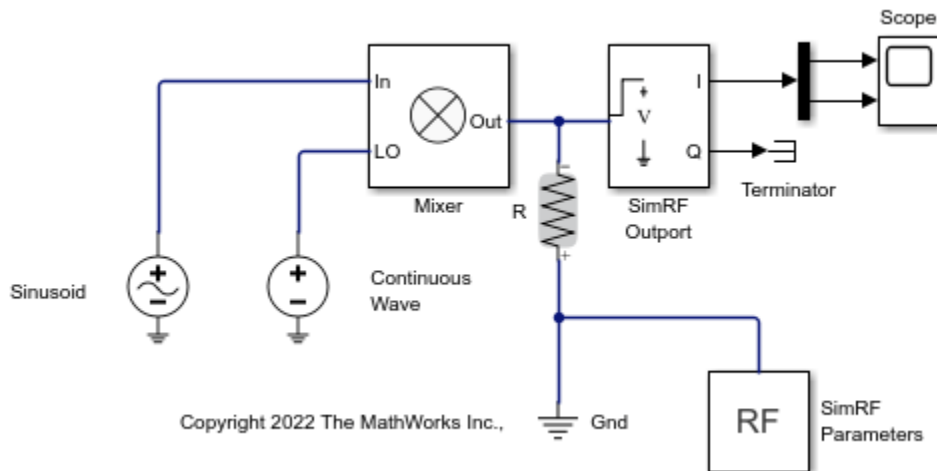 Scope
In
Out
LO
Mixer
I
V
Q
SimRF
Outport
Terminator
R
Sinusoid
Continuous
Wave
Copyright 2022 The MathWorks Inc.,
Gnd
RF
SimRF
Parameters